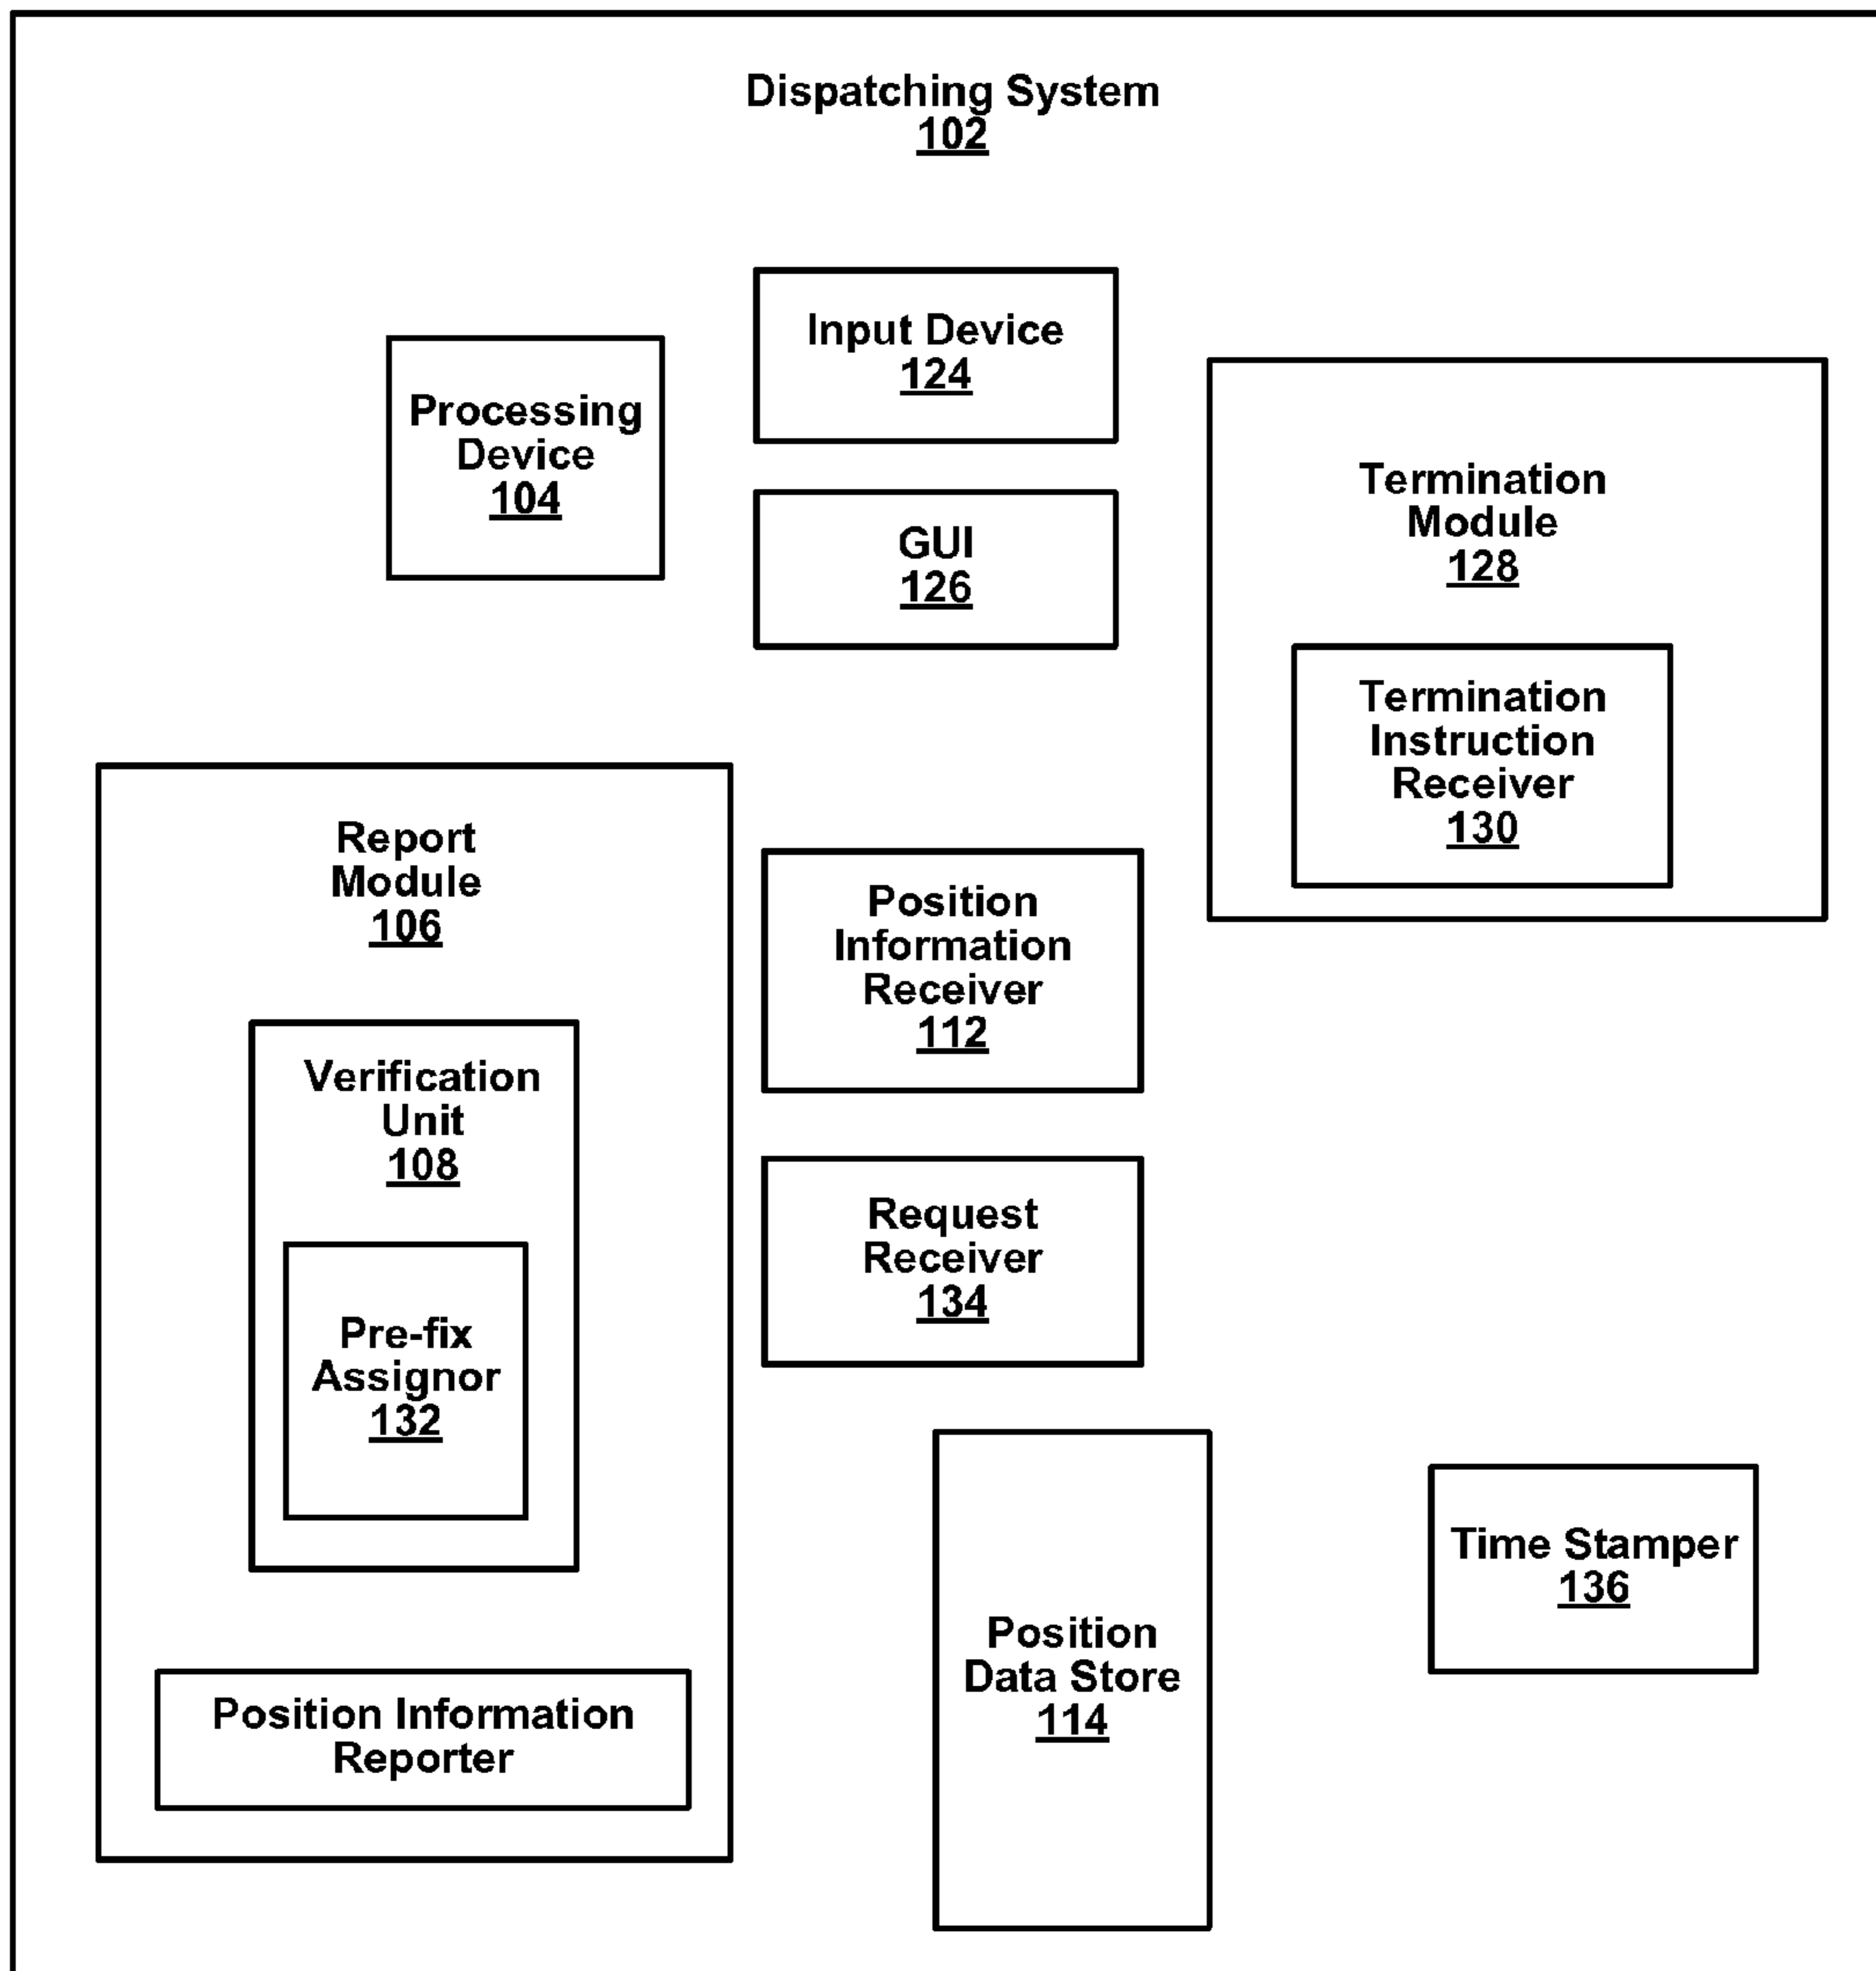 Dispatching System
102
Input Device
124
Processing
Device
104
GUI
126
Termination
Module
128
Termination
Instruction
Receiver
130
Report
Module
106
Position
Information
Receiver
112
Verification
Unit
108
Request
Receiver
134
Pre-fix
Assignor
132
Time Stamper
136
Position
Data Store
114
Position Information
Reporter